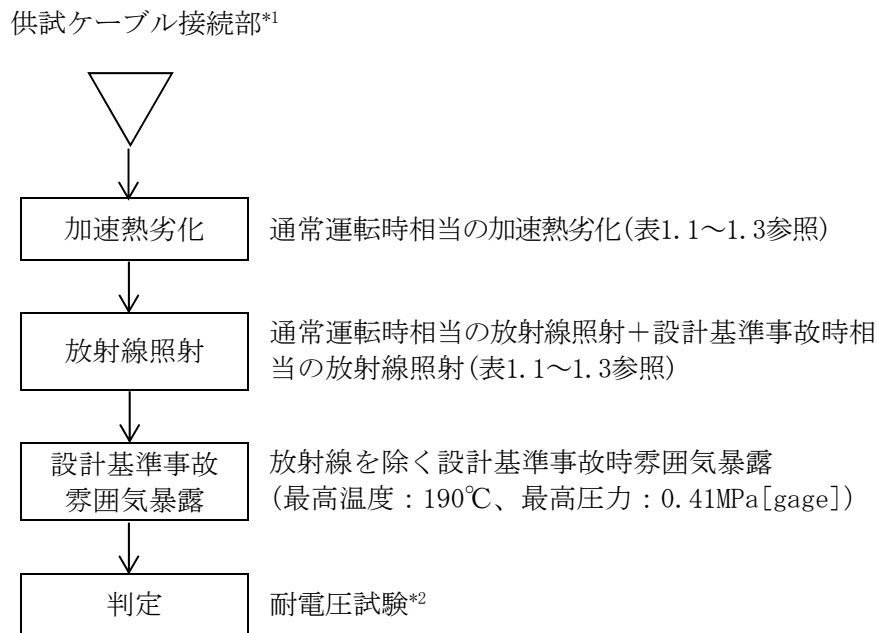 供試ケーブル接続部*1
加速熱劣化
通常運転時相当の加速熱劣化(表1.1～1.3参照)
放射線照射
通常運転時相当の放射線照射＋設計基準事故時相
当の放射線照射(表1.1～1.3参照)
設計基準事故
雰囲気暴露
放射線を除く設計基準事故時雰囲気暴露
(最高温度：190℃、最高圧力：0.41MPa[gage])
判定
耐電圧試験*2